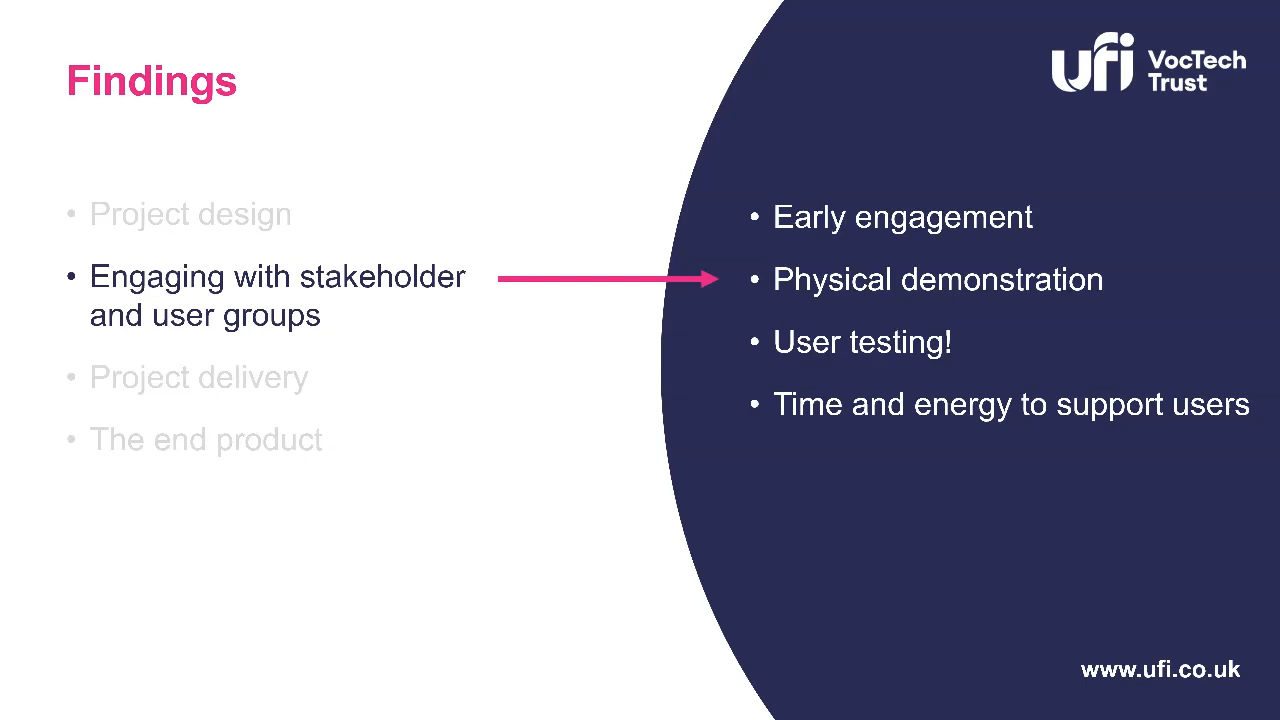 Findings
ufi VocTech
Trust
• Project design
• Engaging with stakeholder
and user groups
• Project delivery
• The end product
• Early engagement
• Physical demonstration
• User testing!
• Time and energy to support users
www.ufi.co.uk